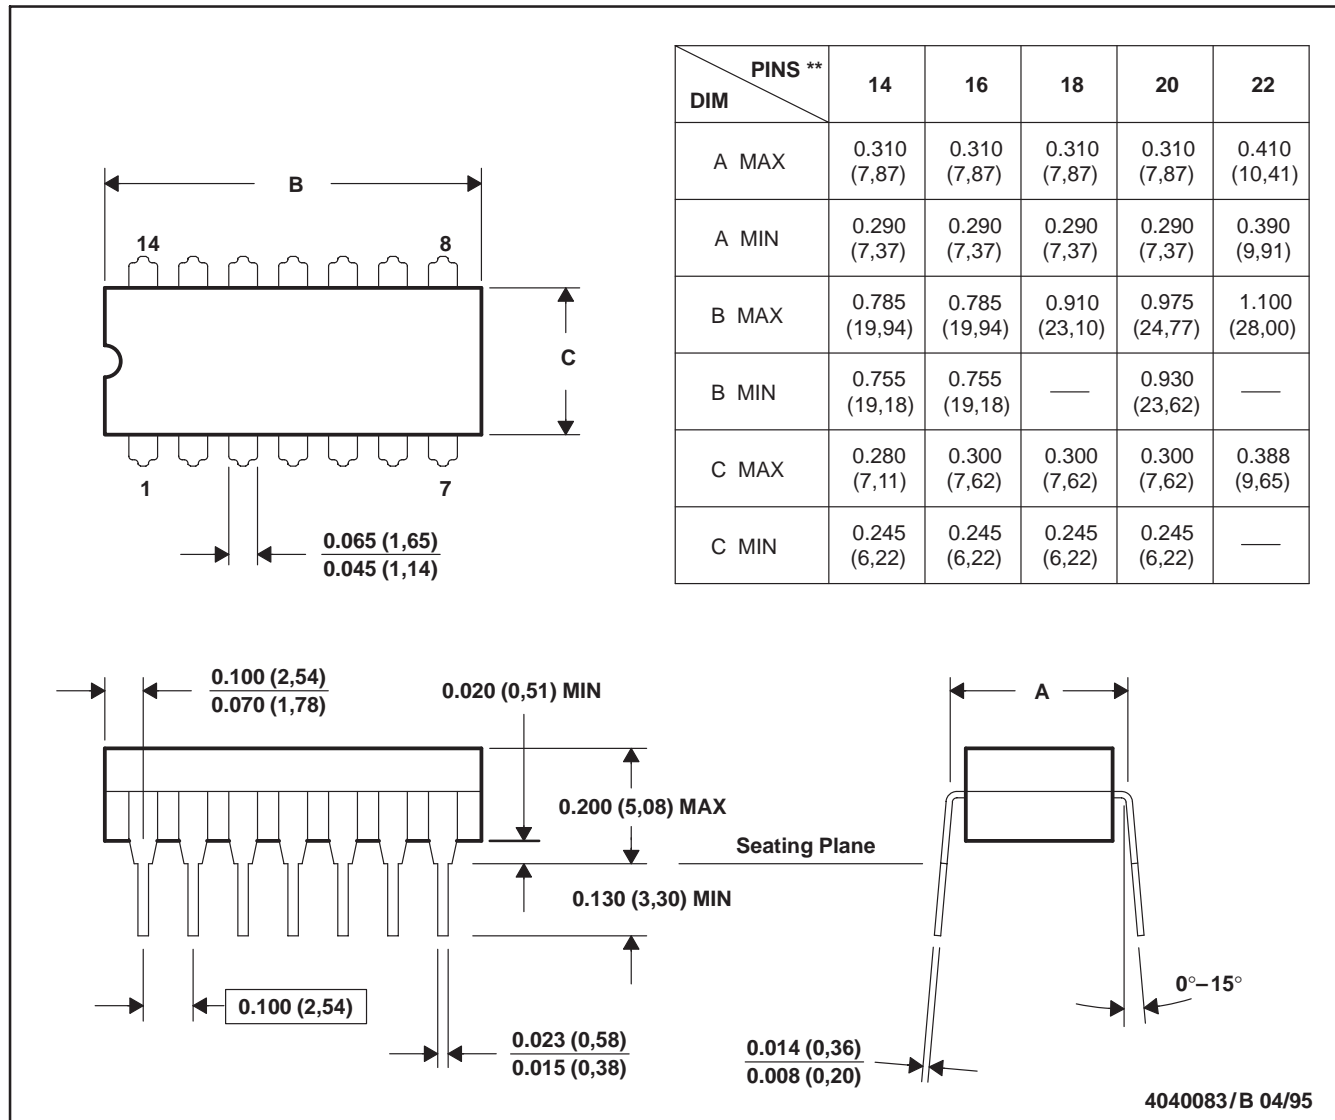 PINS **
DIM
14 16 18 20 22
A MAX 0.310 (7,87) 0.310 (7,87) 0.310 (7,87) 0.310 (7,87) 0.410 (10,41)
A MIN 0.290 (7,37) 0.290 (7,37) 0.290 (7,37) 0.290 (7,37) 0.390 (9,91)
B MAX 0.785 (19,94) 0.785 (19,94) 0.910 (23,10) 0.975 (24,77) 1.100 (28,00)
B MIN 0.755 (19,18) 0.755 (19,18) — 0.930 (23,62) —
C MAX 0.280 (7,11) 0.300 (7,62) 0.300 (7,62) 0.300 (7,62) 0.388 (9,65)
C MIN 0.245 (6,22) 0.245 (6,22) 0.245 (6,22) 0.245 (6,22) —
B
14 8
C
1 7
0.065 (1,65)
0.045 (1,14)
0.100 (2,54)
0.070 (1,78)
0.020 (0,51) MIN
0.200 (5,08) MAX
Seating Plane
0.130 (3,30) MIN
0.100 (2,54)
0.023 (0,58)
0.015 (0,38)
A
0°–15°
0.014 (0,36)
0.008 (0,20)
4040083/B 04/95